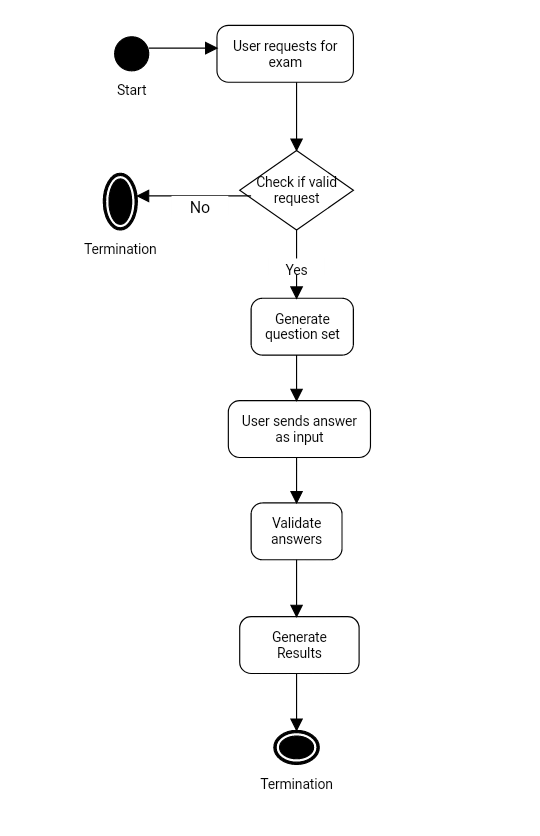 User requests for
exam
Start
Check if valid
request
No
Termination
Yes
Generate
question set
User sends answer
as input
Validate
answers
Generate
Results
Termination